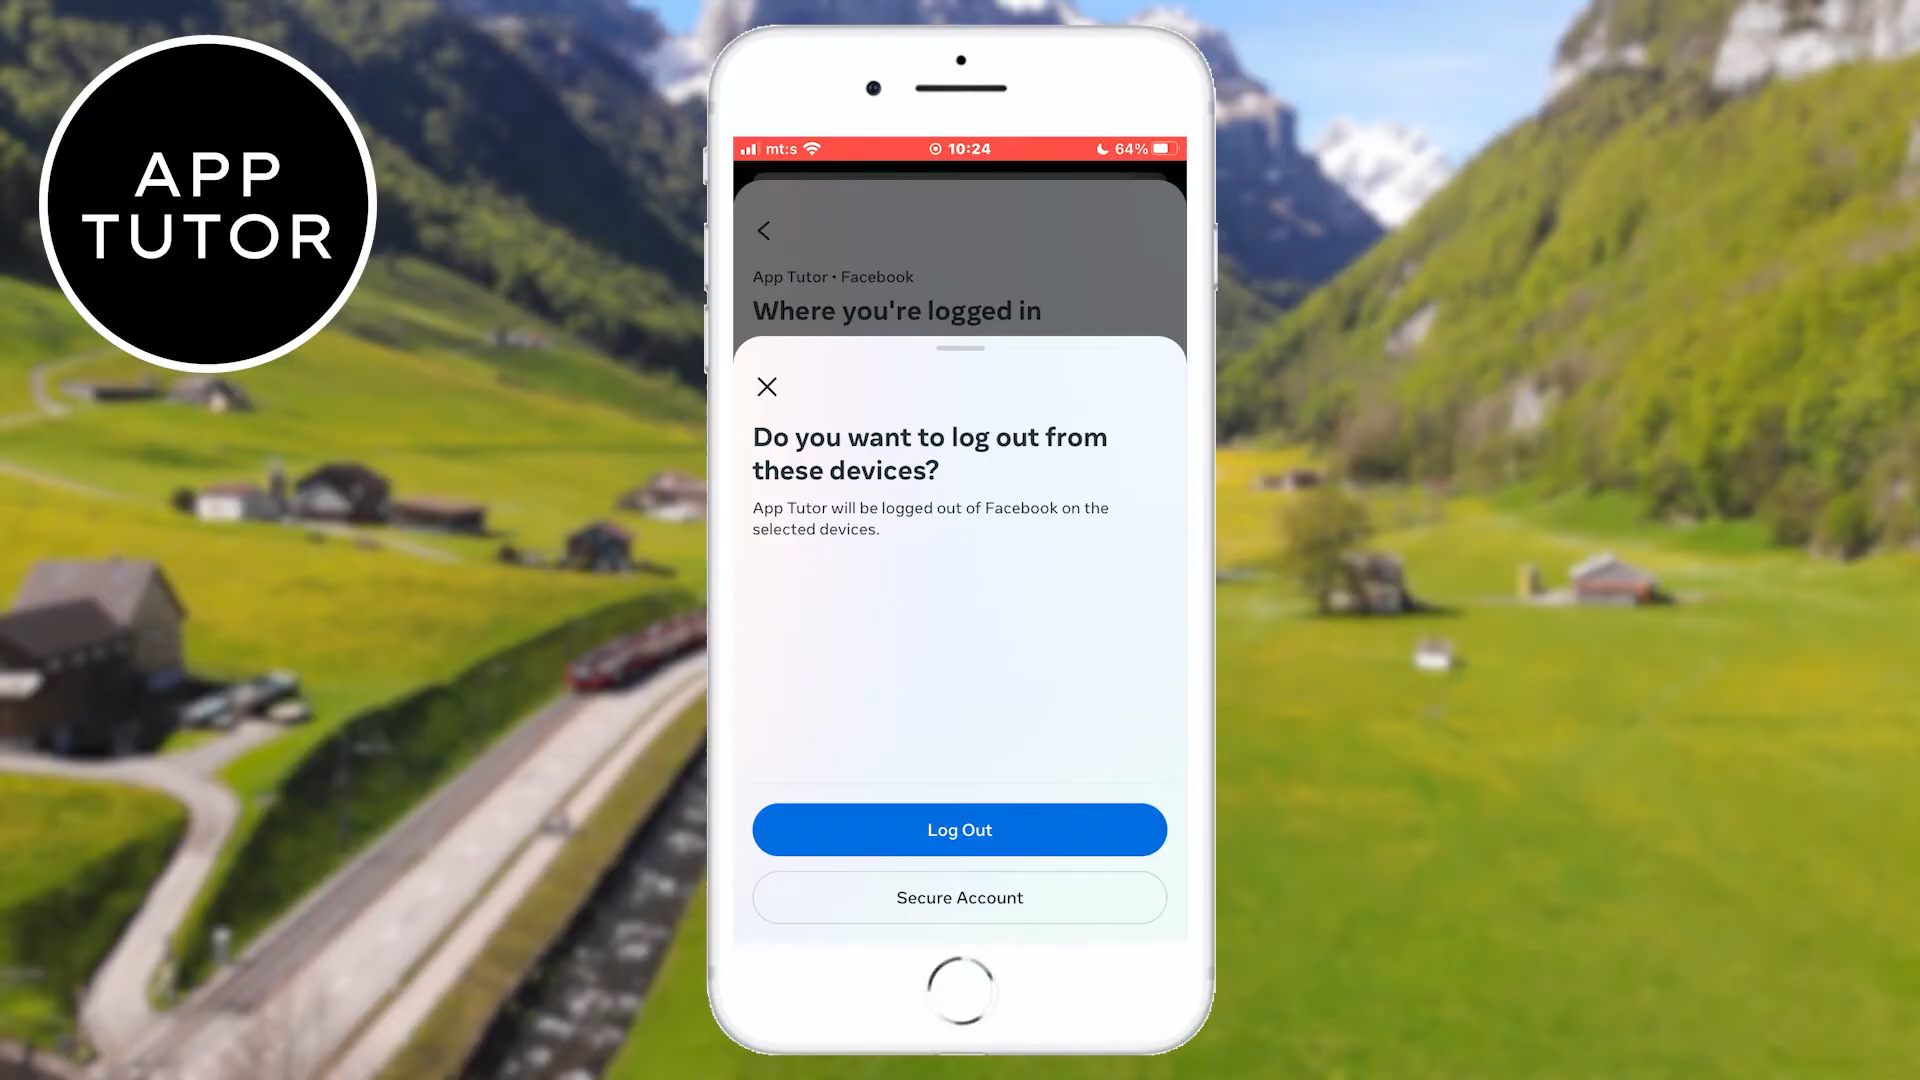 APP
TUTOR
mt:s
10:24
64%
App Tutor • Facebook
Where you're logged in
Do you want to log out from
these devices?
App Tutor will be logged out of Facebook on the
selected devices.
Log Out
Secure Account